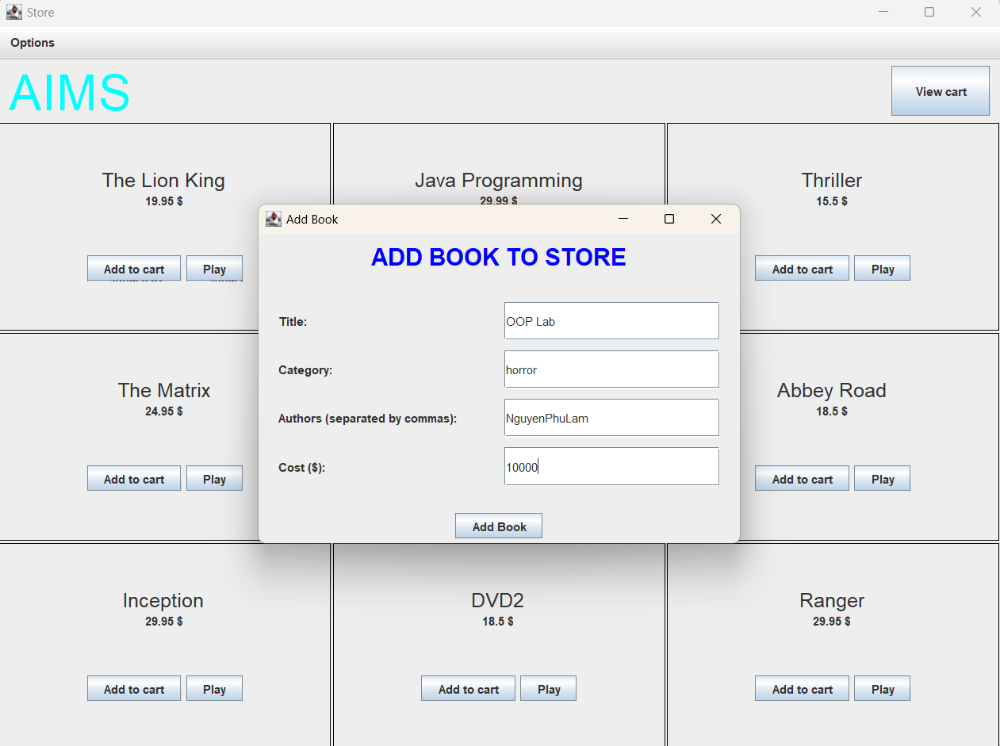 Store
Options
AIMS
View cart
The Lion King
19.95 $
Add to cart
Play
Java Programming
29.99 $
Thriller
15.5 $
Add to cart
Play
Add Book
ADD BOOK TO STORE
Title:
OOP Lab
Category:
horror
Authors (separated by commas):
NguyenPhuLam
Cost ($):
10000
Add Book
The Matrix
24.95 $
Add to cart
Play
Abbey Road
18.5 $
Add to cart
Play
Inception
29.95 $
Add to cart
Play
DVD2
18.5 $
Add to cart
Play
Ranger
29.95 $
Add to cart
Play